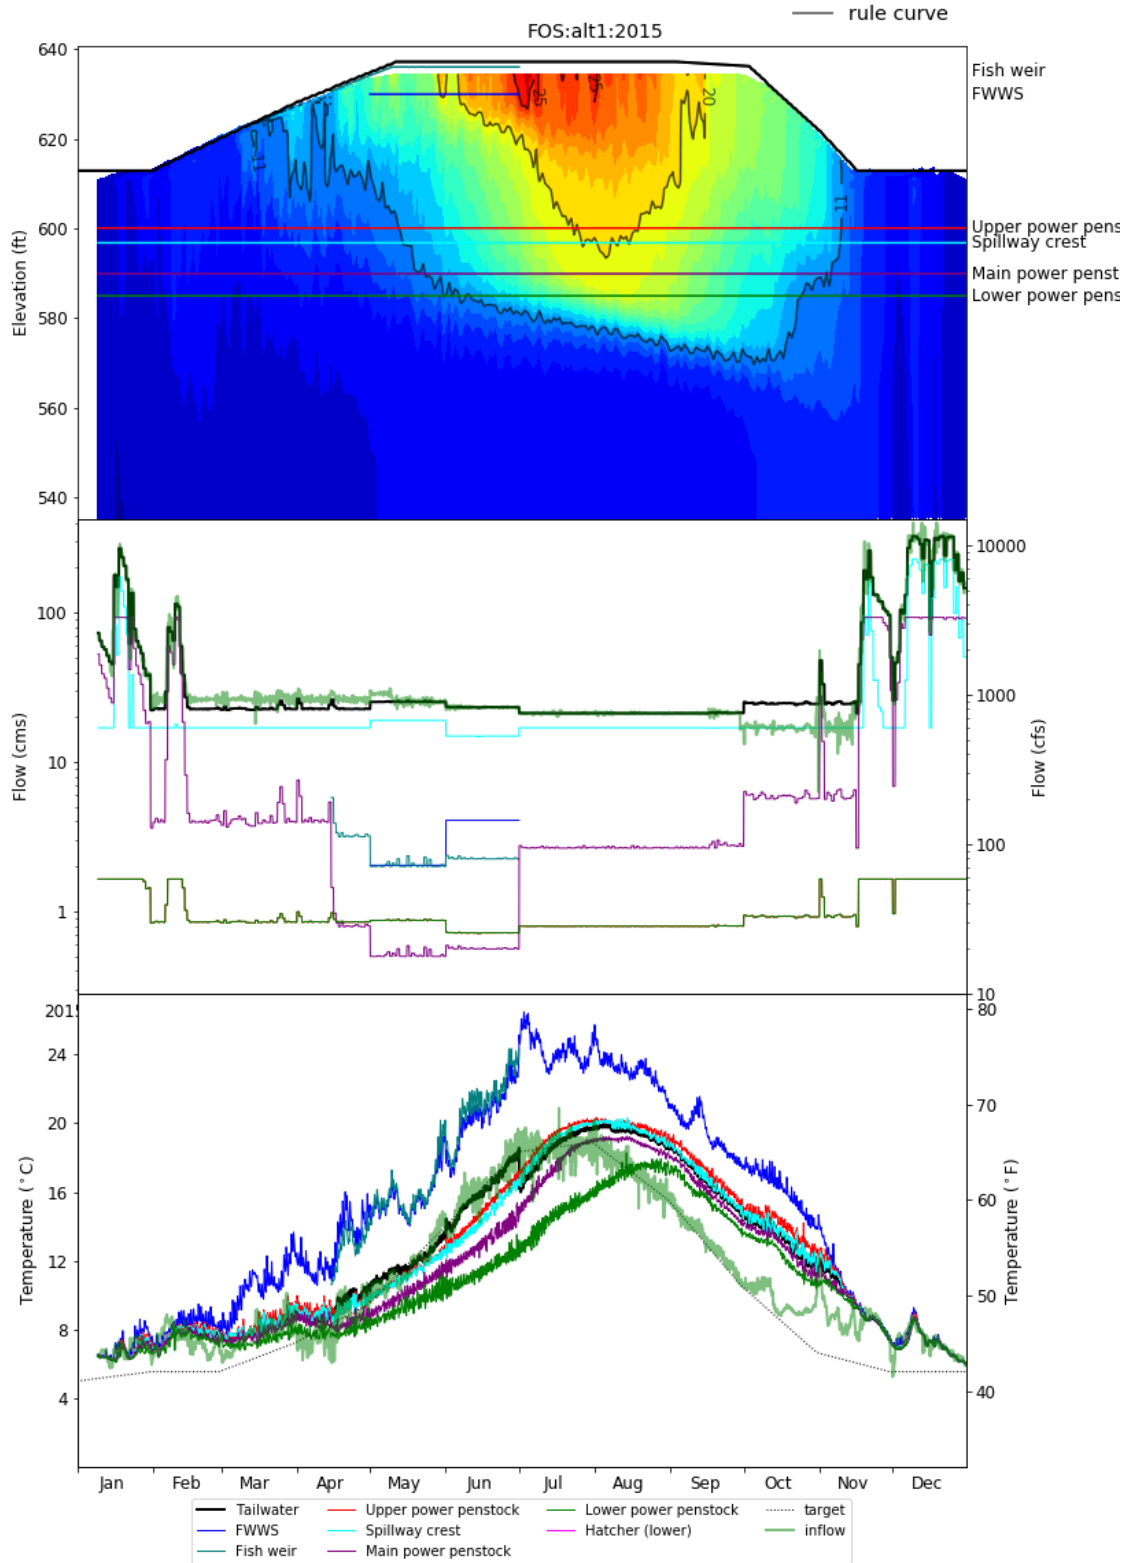 rule curve
FOS:alt1:2015
640
620
600
580
560
540
Elevation (ft)
Fish weir
FWWS
Upper power pens
Spillway crest
Main power penst
Lower power pens
11
25
25
20
11
100
10
1
Flow (cms)
10000
1000
100
10
Flow (cfs)
201
24
20
16
12
8
4
Temperature (°C)
80
70
60
50
40
Temperature (°F)
Jan Feb Mar Apr May Jun Jul Aug Sep Oct Nov Dec
Tailwater Upper power penstock Lower power penstock target
FWWS Spillway crest Hatcher (lower) inflow
Fish weir Main power penstock